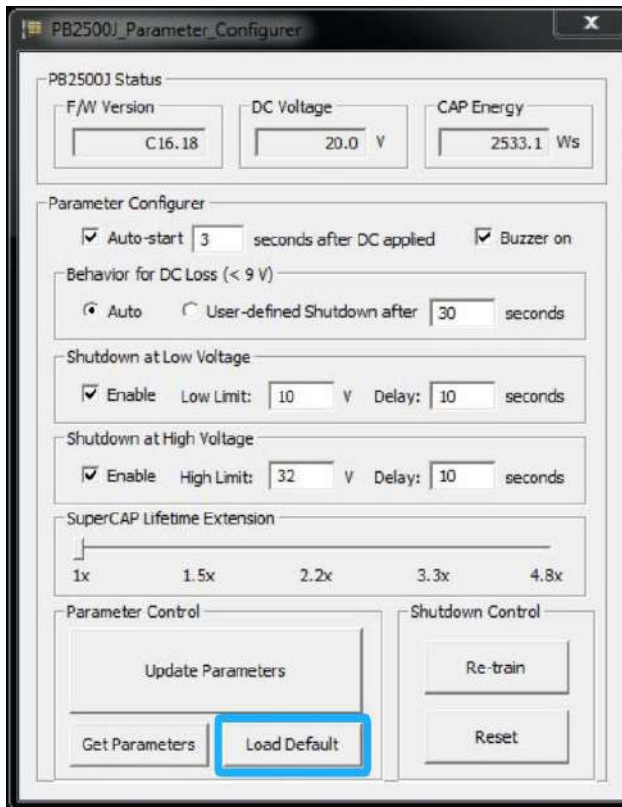 PB2500J_Parameter_Configurer
x
PB2500J Status
F/W Version
C16.18
DC Voltage
20.0 V
CAP Energy
2533.1 Ws
Parameter Configurer
Auto-start 3 seconds after DC applied Buzzer on
Behavior for DC Loss (< 9 V)
Auto User-defined Shutdown after 30 seconds
Shutdown at Low Voltage
Enable Low Limit: 10 V Delay: 10 seconds
Shutdown at High Voltage
Enable High Limit: 32 V Delay: 10 seconds
SuperCAP Lifetime Extension
1x 1.5x 2.2x 3.3x 4.8x
Parameter Control
Update Parameters
Get Parameters Load Default
Shutdown Control
Re-train
Reset